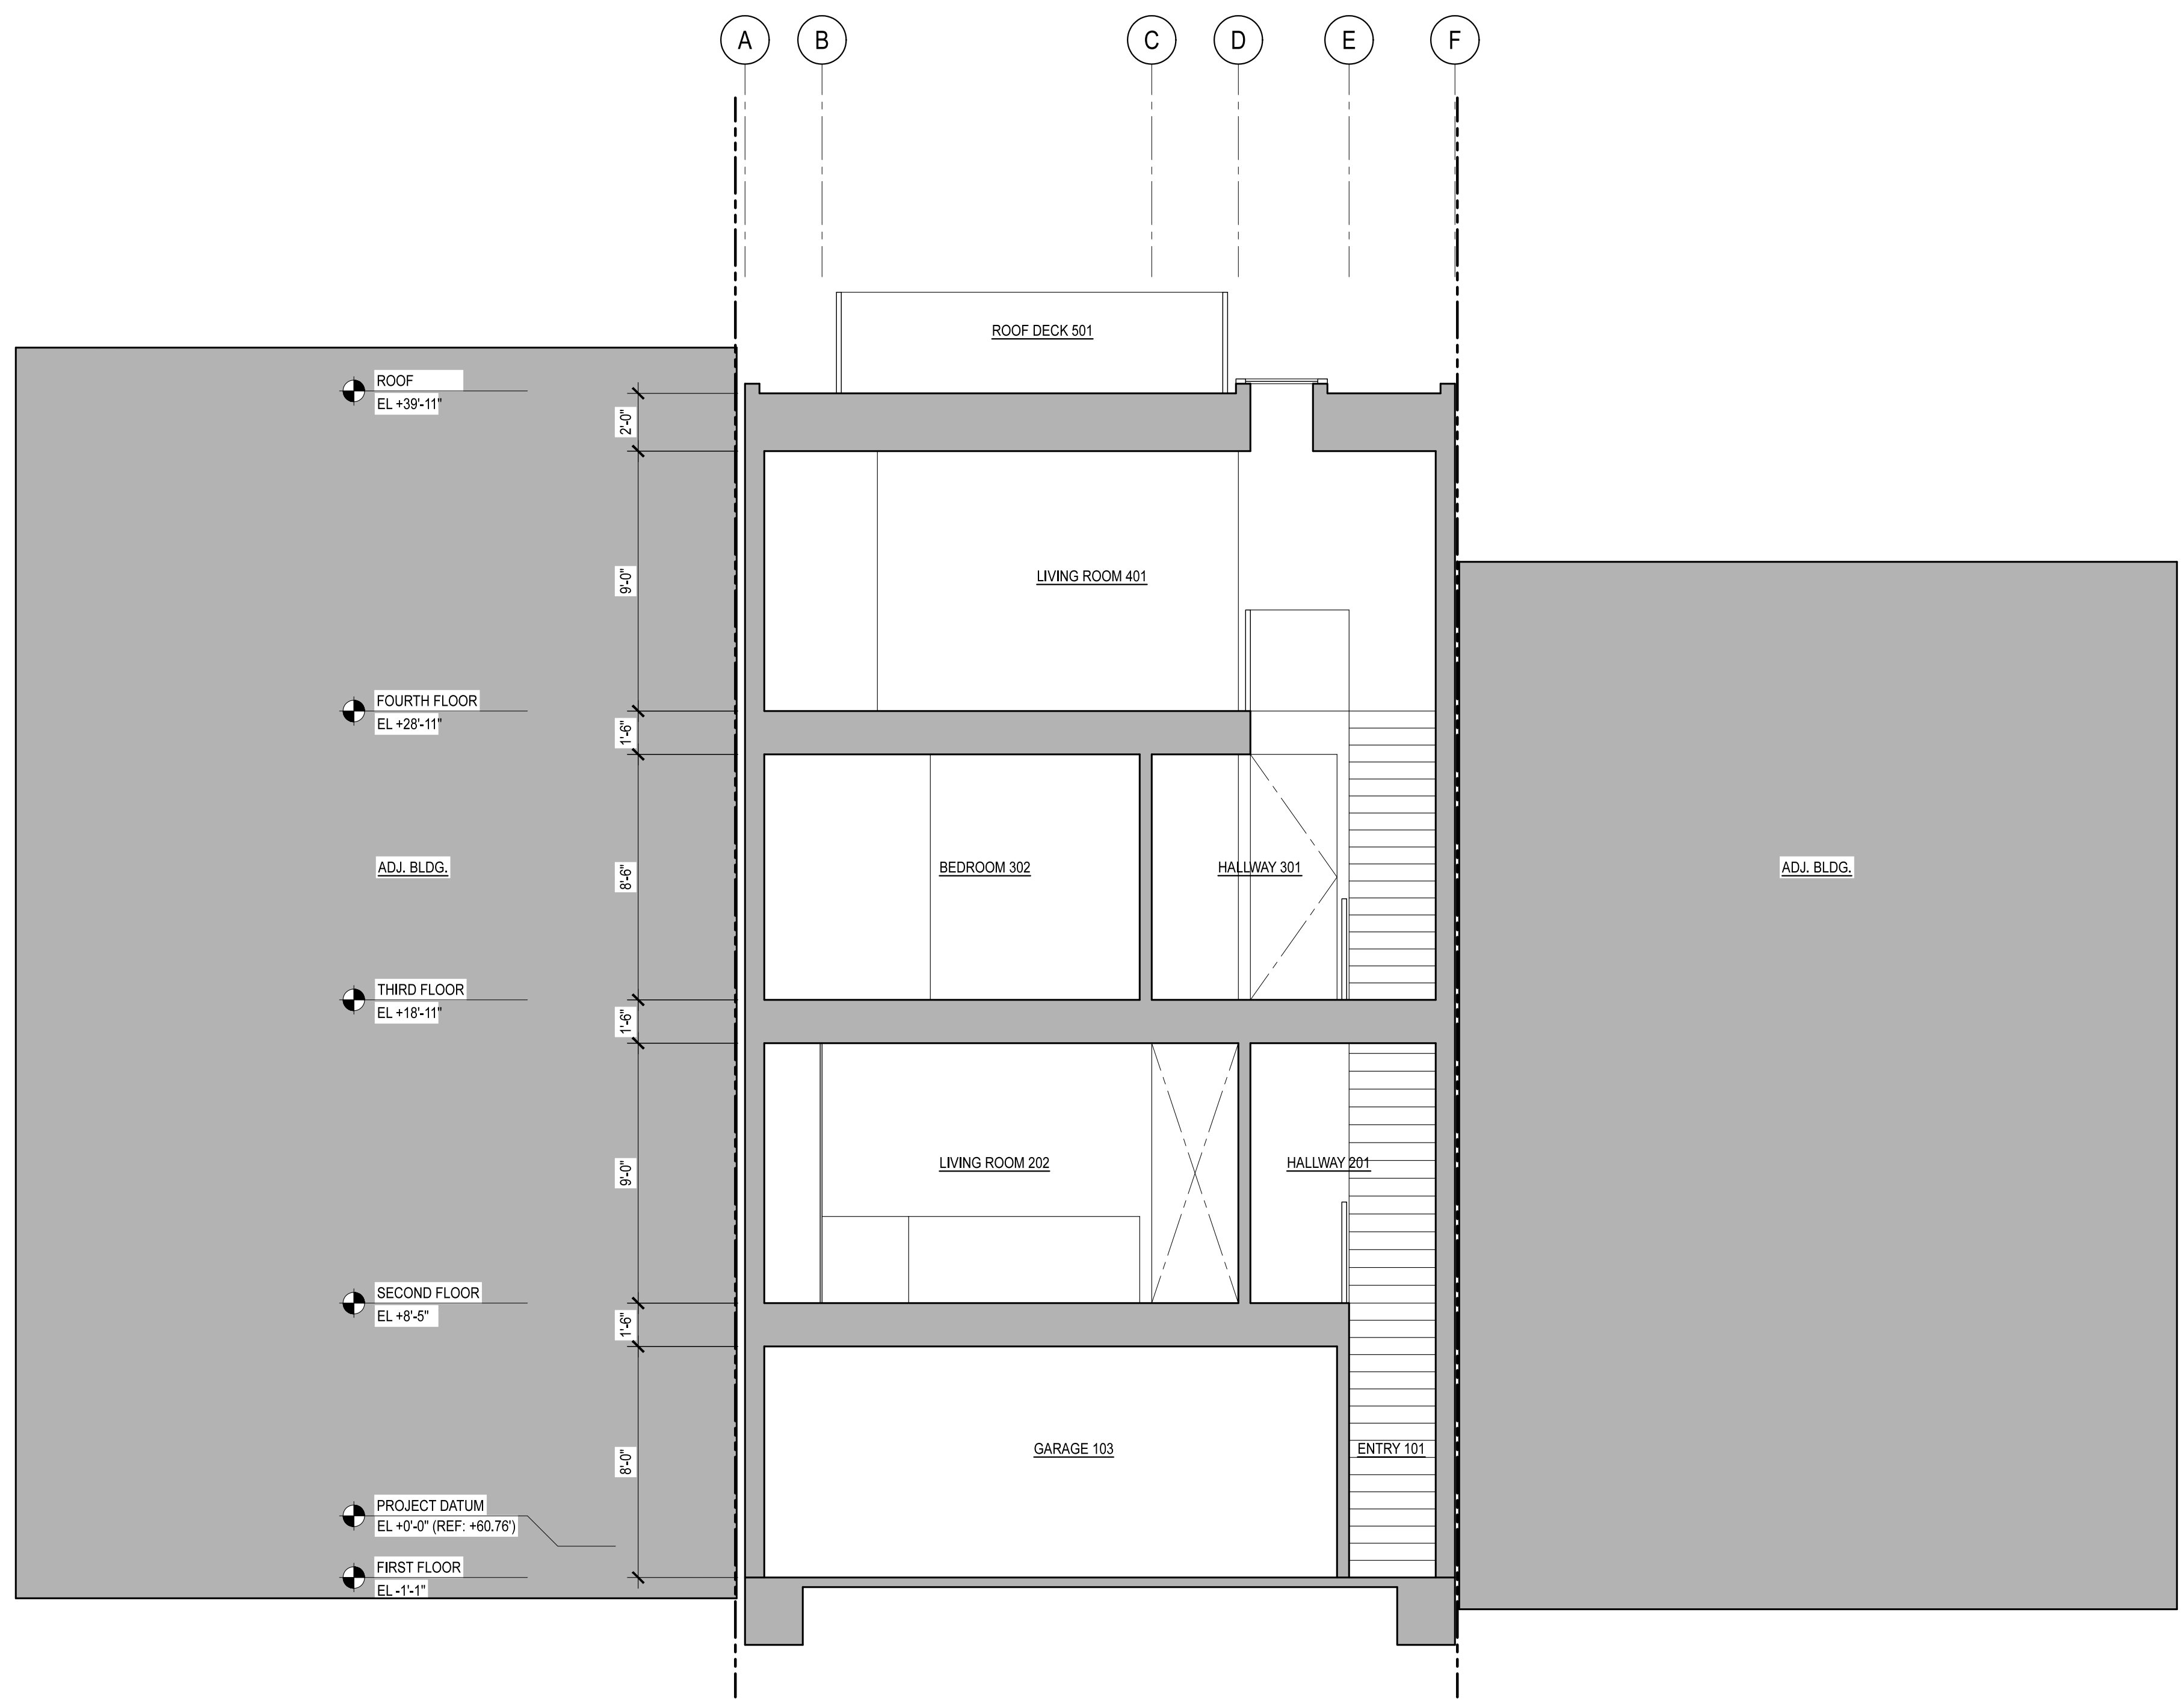 A B C D E F
ROOF DECK 501
ROOF
EL +39'-11"
2'-0"
9'-0"
LIVING ROOM 401
FOURTH FLOOR
EL +28'-11"
1'-6"
8'-6"
ADJ. BLDG.
BEDROOM 302
HALLWAY 301
ADJ. BLDG.
THIRD FLOOR
EL +18'-11"
1'-6"
9'-0"
LIVING ROOM 202
HALLWAY 201
SECOND FLOOR
EL +8'-5"
1'-6"
8'-0"
GARAGE 103
ENTRY 101
PROJECT DATUM
EL +0'-0" (REF: +60.76')
FIRST FLOOR
EL -1'-1"